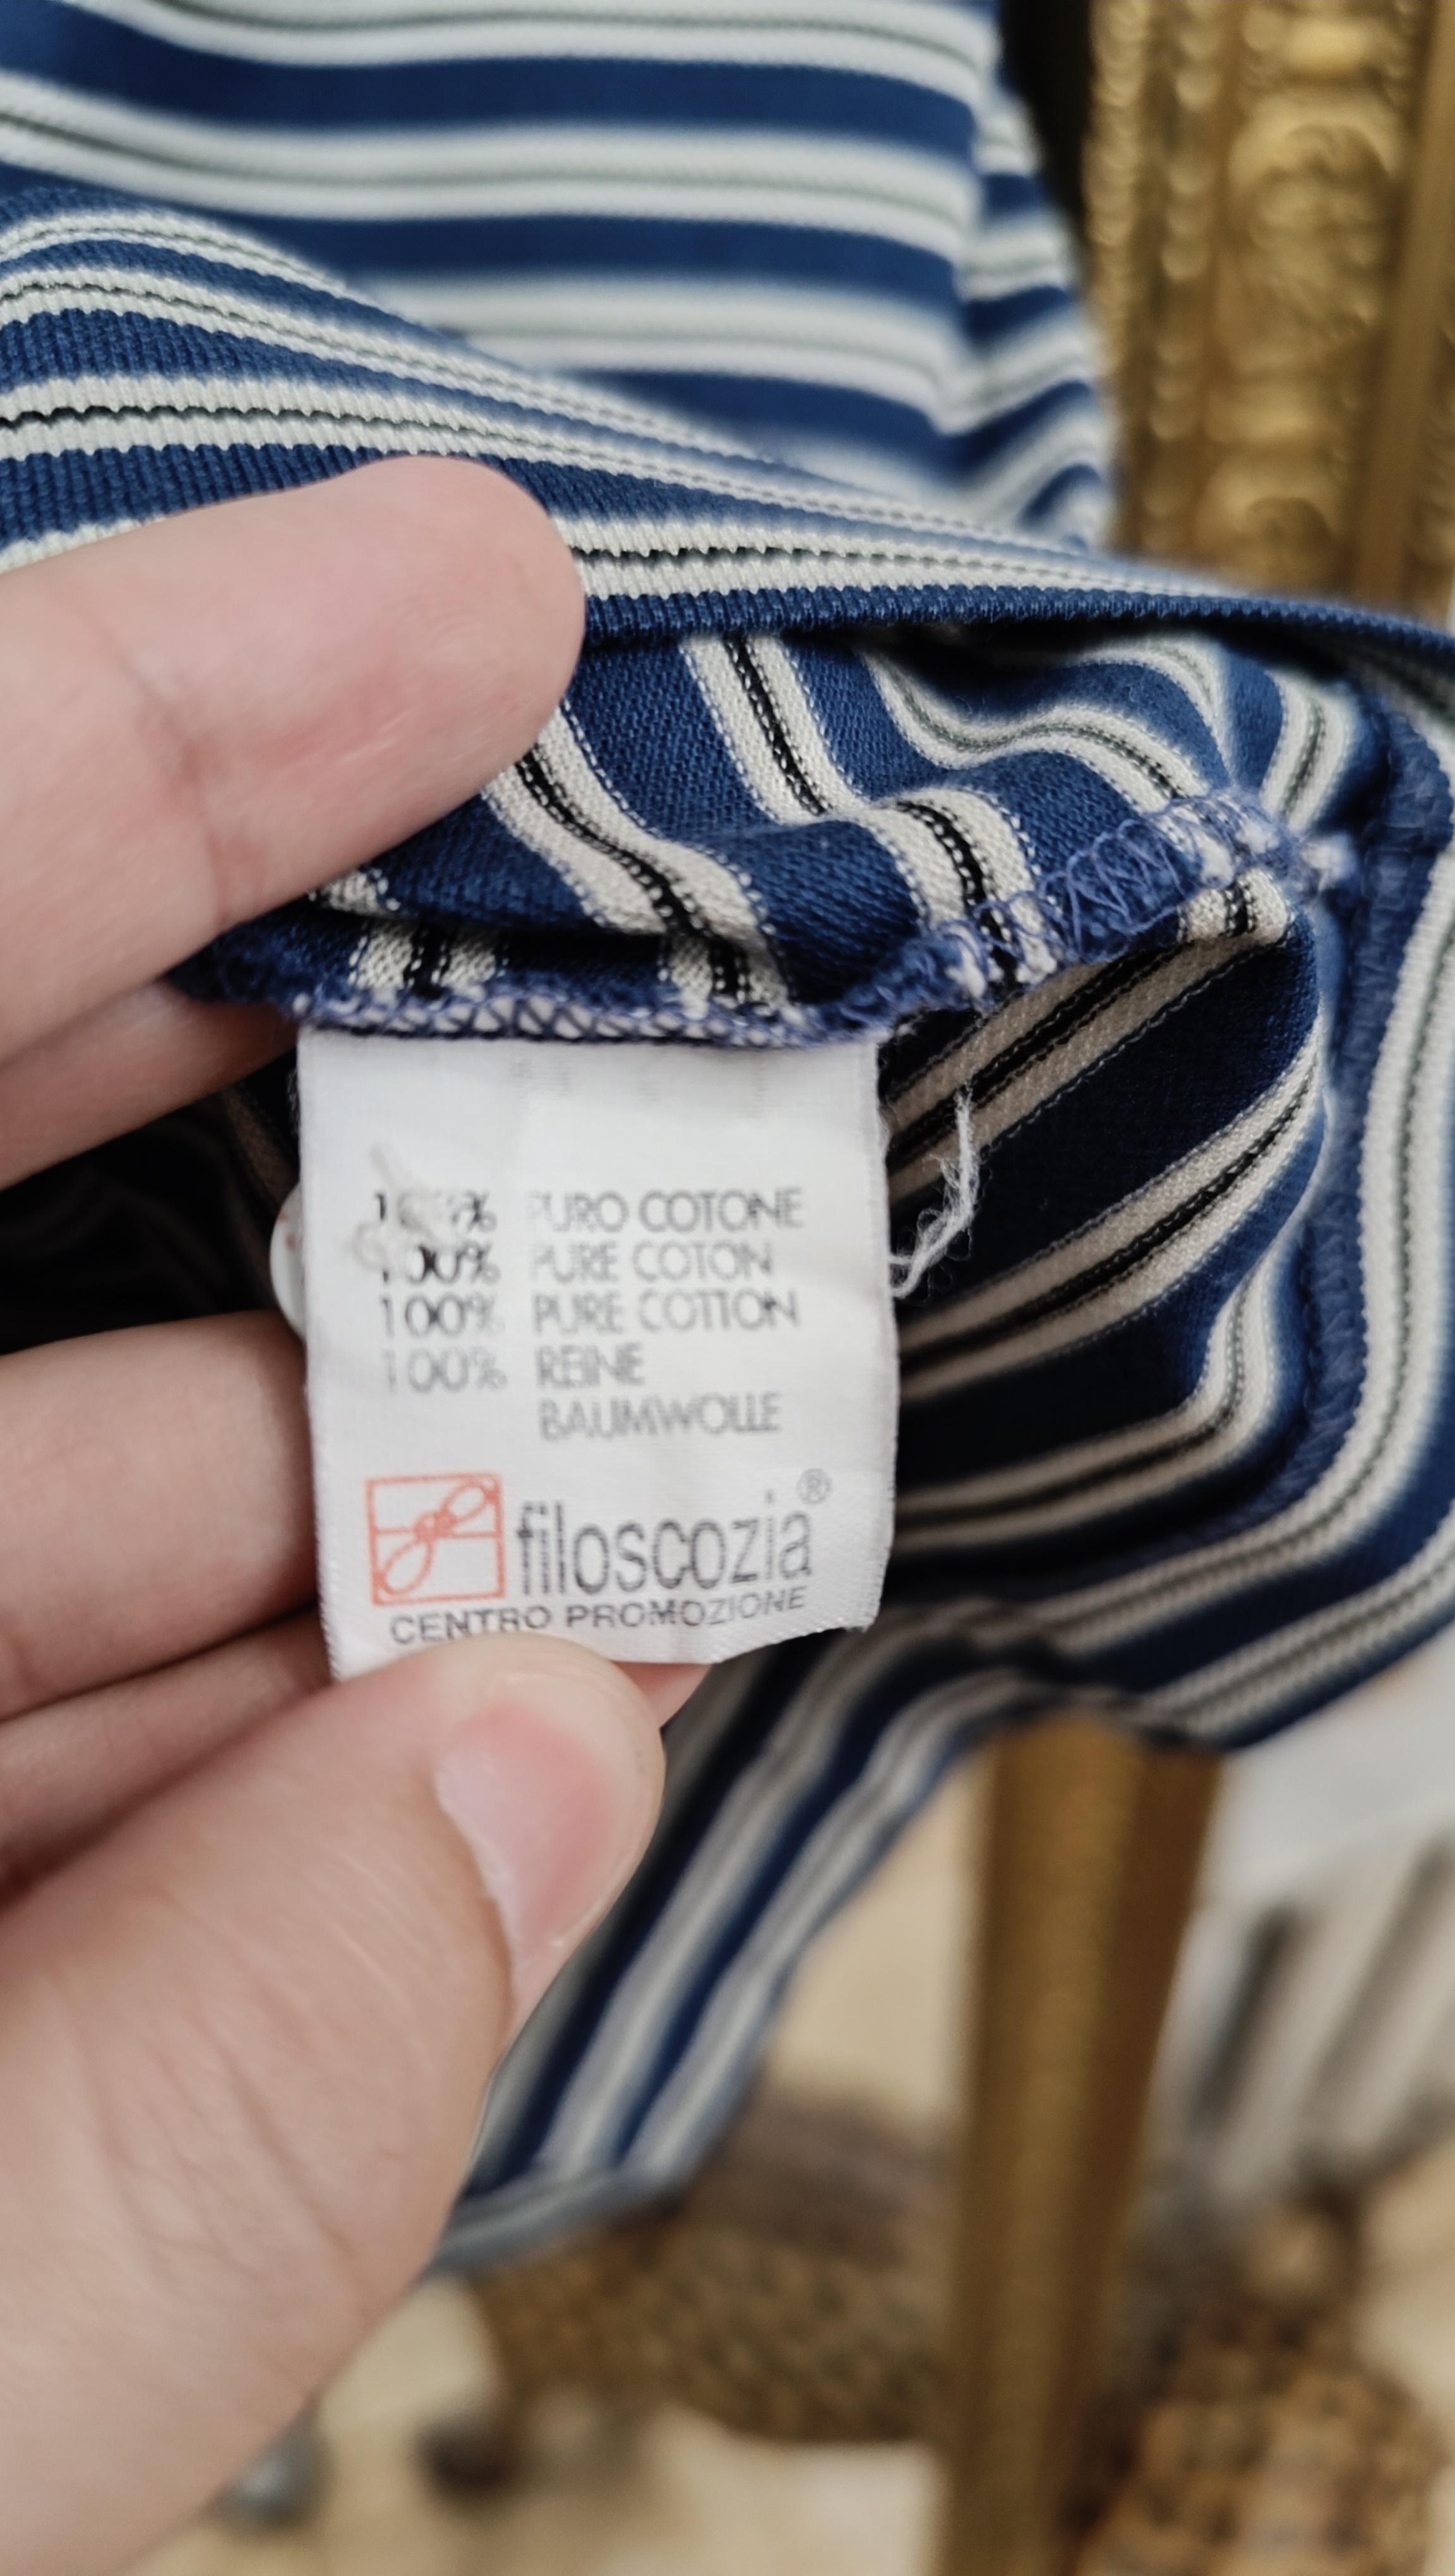 100% PURO COTONE
100% PURE COTON
100% PURE COTTON
100% REINE
BAUMWOLLE
filoscozia®
CENTRO PROMOZIONE